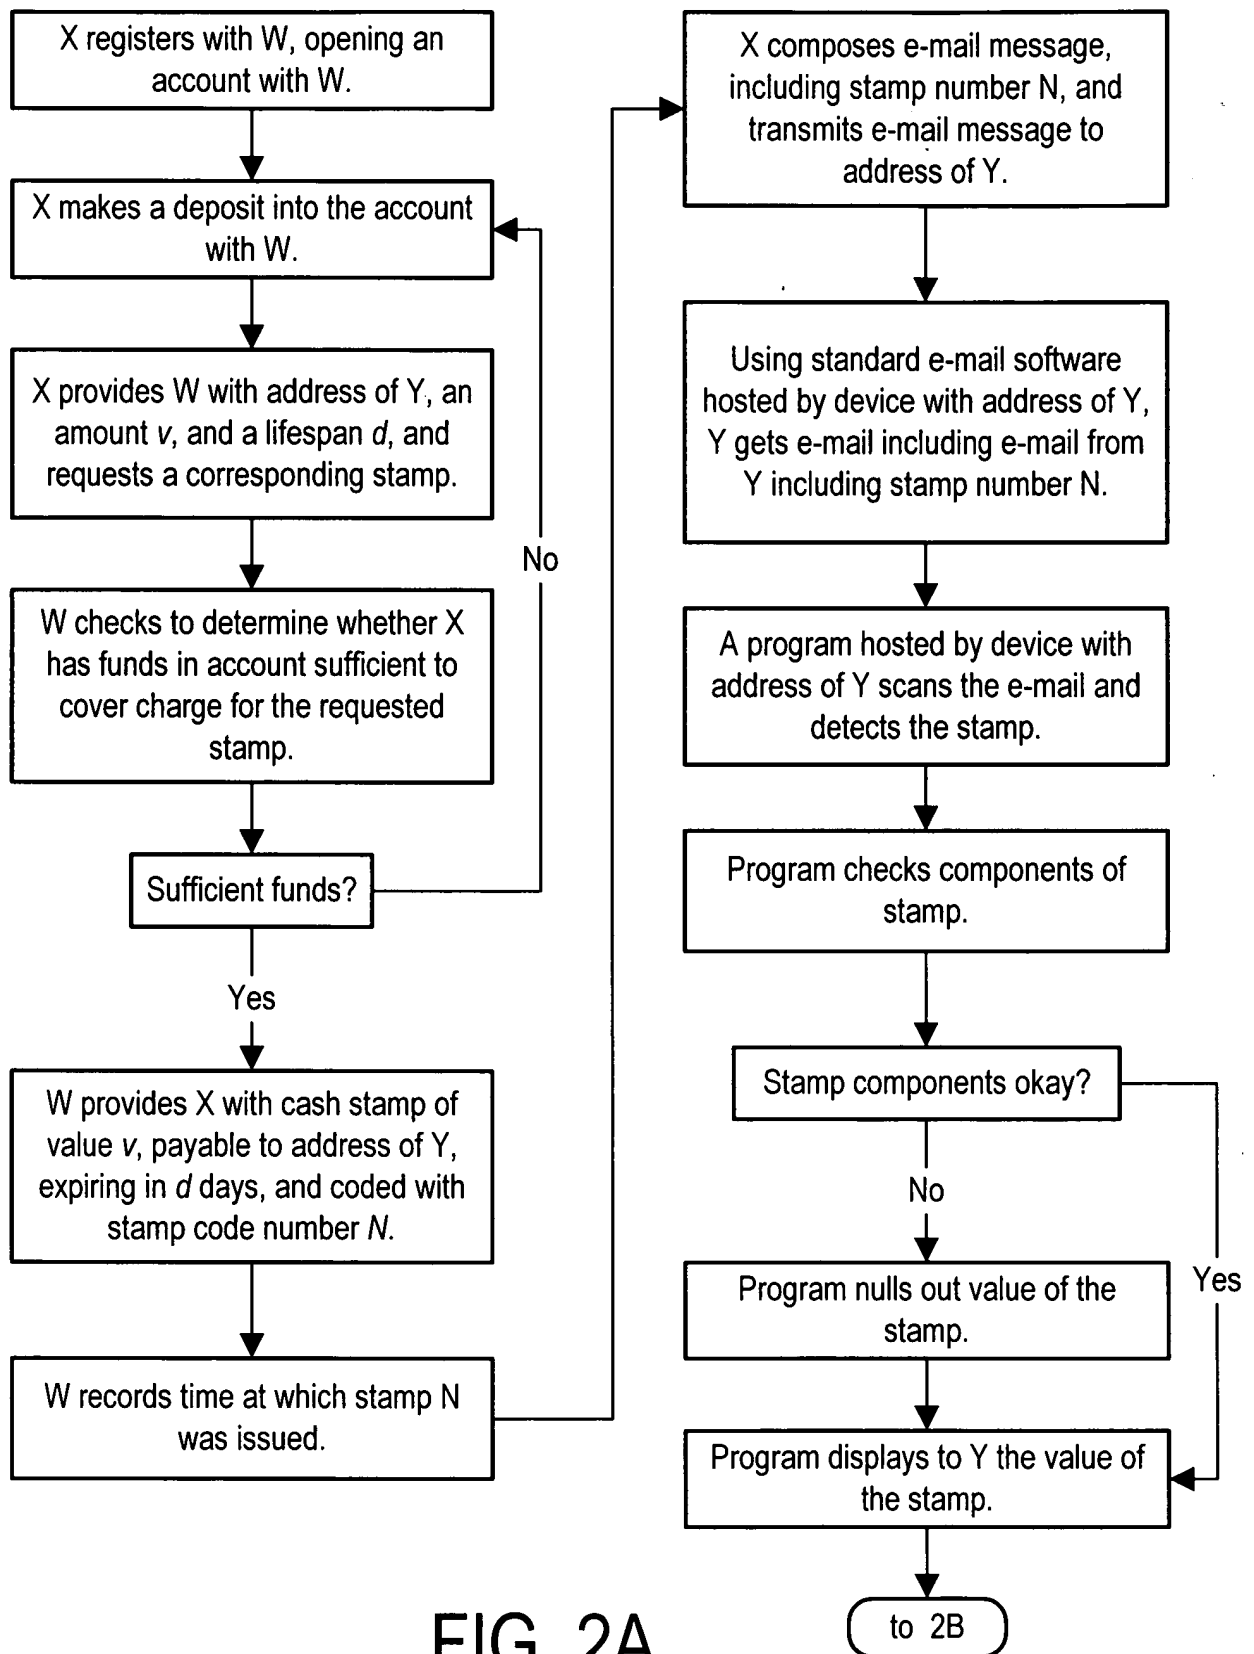 X registers with W, opening an
account with W.
X makes a deposit into the account
with W.
X provides W with address of Y, an
amount v, and a lifespan d, and
requests a corresponding stamp.
No
W checks to determine whether X
has funds in account sufficient to
cover charge for the requested
stamp.
Sufficient funds?
Yes
W provides X with cash stamp of
value v, payable to address of Y,
expiring in d days, and coded with
stamp code number N.
W records time at which stamp N
was issued.
X composes e-mail message,
including stamp number N, and
transmits e-mail message to
address of Y.
Using standard e-mail software
hosted by device with address of Y,
Y gets e-mail including e-mail from
Y including stamp number N.
A program hosted by device with
address of Y scans the e-mail and
detects the stamp.
Program checks components of
stamp.
Stamp components okay?
No
Yes
Program nulls out value of the
stamp.
Program displays to Y the value of
the stamp.
to 2B
FIG. 2A